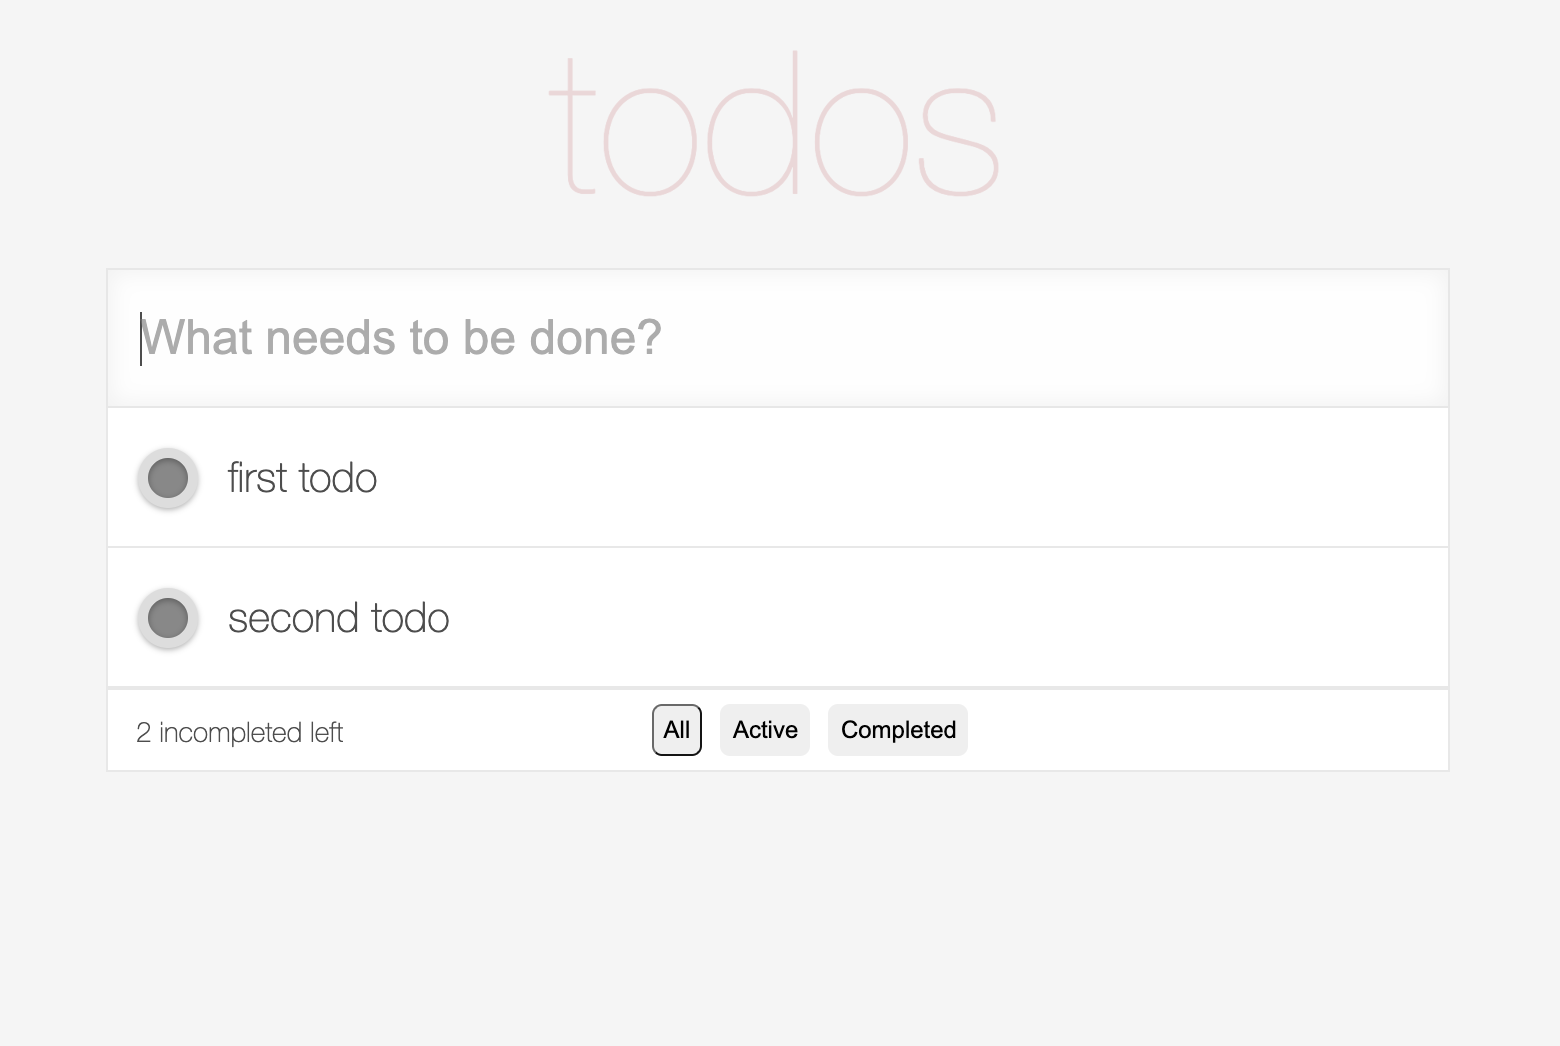 todos
What needs to be done?
first todo
second todo
2 incompleted left
All
Active
Completed